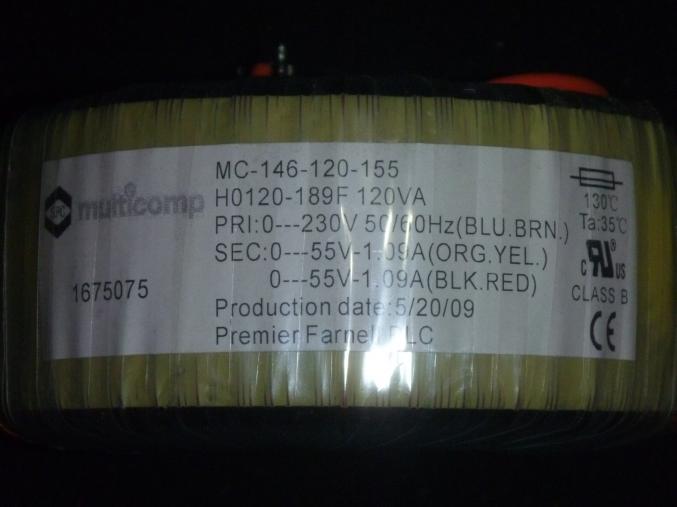 SPC multicomp®
MC-146-120-155
H0120-189F 120VA
PRI:0---230V 50/60Hz(BLU.BRN.)
SEC:0---55V-1.09A(ORG.YEL.)
0---55V-1.09A(BLK.RED)
1675075
Production date:5/20/09
Premier Farnell PLC
130℃
Ta:35℃
c RU ® US
CLASS B
CE